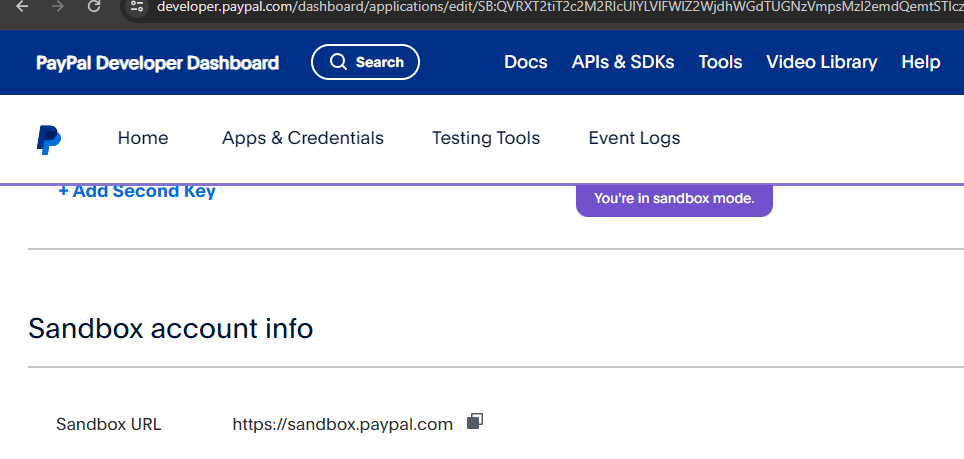 developer.paypal.com/dashboard/applications/edit/
PayPal Developer Dashboard Search Docs APIs & SDKs Tools Video Library Help
Home Apps & Credentials Testing Tools Event Logs
+ Add Second Key
You're in sandbox mode.
Sandbox account info
Sandbox URL https://sandbox.paypal.com